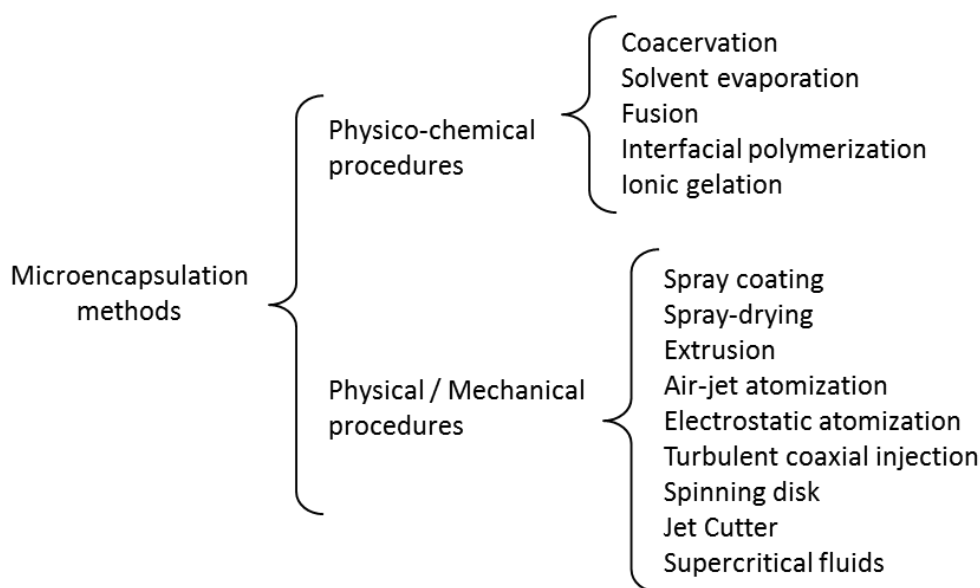 Microencapsulation
methods
Physico-chemical
procedures
Coacervation
Solvent evaporation
Fusion
Interfacial polymerization
Ionic gelation
Physical / Mechanical
procedures
Spray coating
Spray-drying
Extrusion
Air-jet atomization
Electrostatic atomization
Turbulent coaxial injection
Spinning disk
Jet Cutter
Supercritical fluids